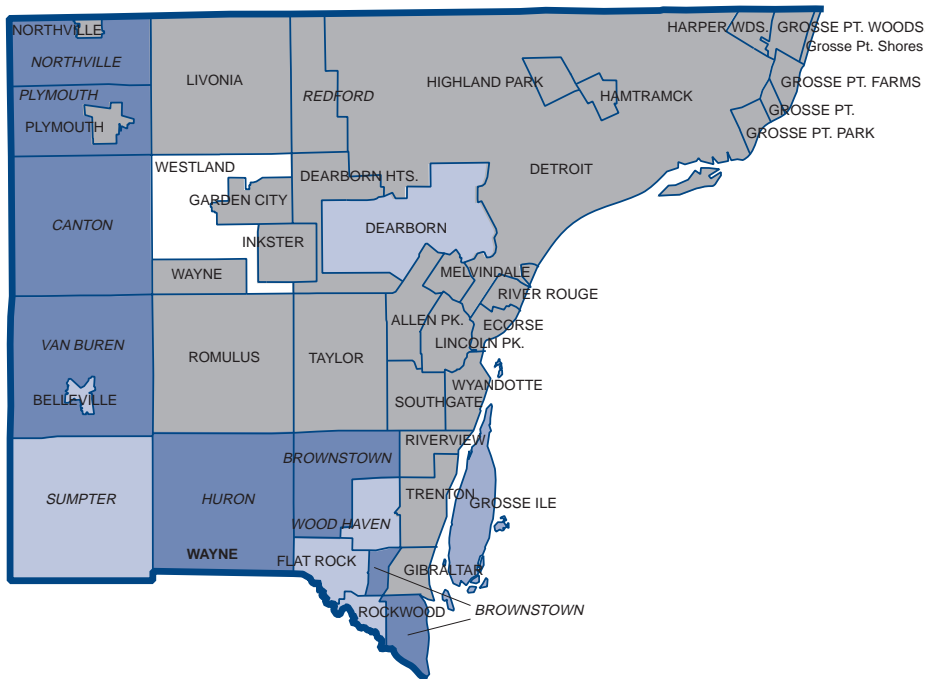 NORTHVILLE
HARPER WDS.
GROSSE PT. WOODS
Grosse Pt. Shores
NORTHVILLE
LIVONIA
HIGHLAND PARK
GROSSE PT. FARMS
PLYMOUTH
REDFORD
HAMTRAMCK
GROSSE PT.
PLYMOUTH
GROSSE PT. PARK
WESTLAND
DEARBORN HTS.
DETROIT
GARDEN CITY
CANTON
DEARBORN
INKSTER
WAYNE
MELVINDALE
RIVER ROUGE
ALLEN PK.
ECORSE
VAN BUREN
LINCOLN PK.
ROMULUS
TAYLOR
WYANDOTTE
BELLEVILLE
SOUTHGATE
RIVERVIEW
BROWNSTOWN
SUMPTER
HURON
TRENTON
GROSSE ILE
WOOD HAVEN
WAYNE
FLAT ROCK
GIBRALTAR
ROCKWOOD
BROWNSTOWN